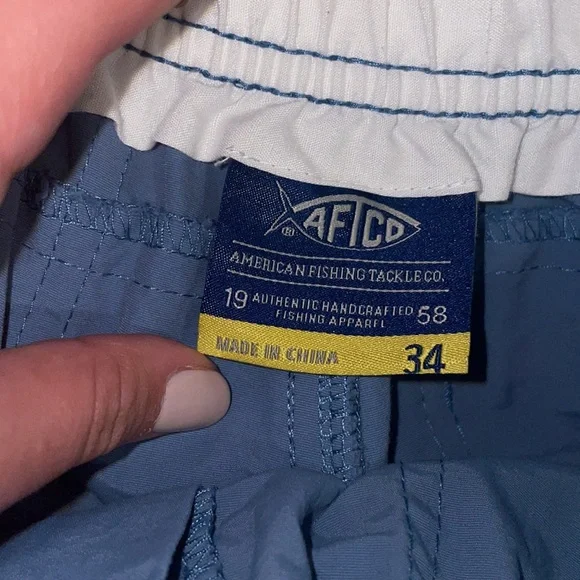 AFTCO
®
AMERICAN FISHING TACKLE CO.
19 AUTHENTIC HANDCRAFTED 58
FISHING APPAREL
MADE IN CHINA 34